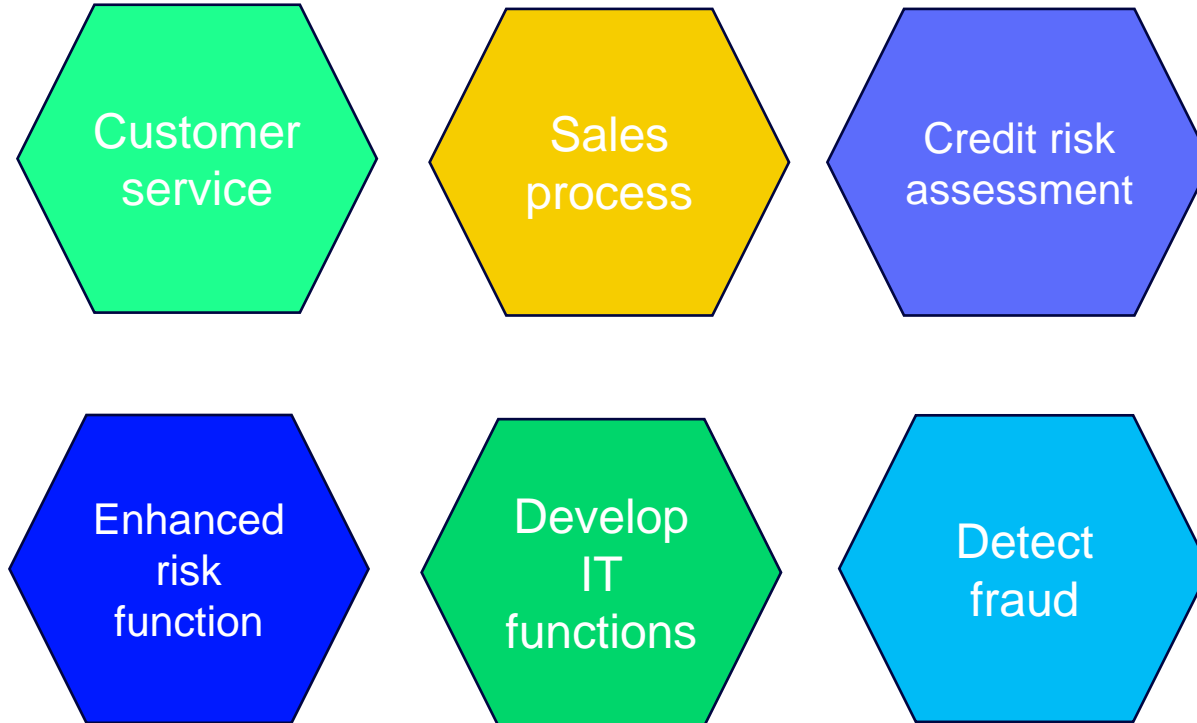 Customer
service
Sales
process
Credit risk
assessment
Enhanced
risk
function
Develop
IT
functions
Detect
fraud